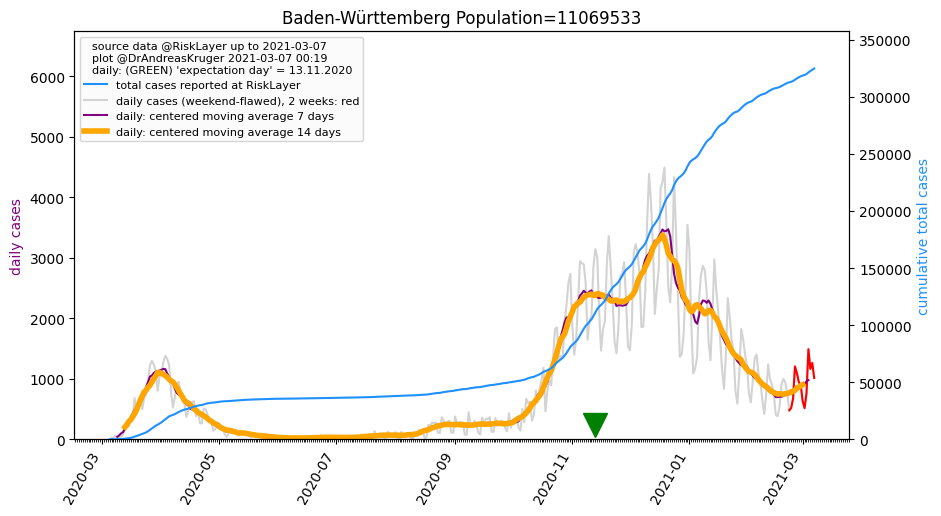 Baden-Württemberg Population=11069533
source data @RiskLayer up to 2021-03-07
plot @DrAndreasKruger 2021-03-07 00:19
daily: (GREEN) 'expectation day' = 13.11.2020
total cases reported at RiskLayer
daily cases (weekend-flawed), 2 weeks: red
daily: centered moving average 7 days
daily: centered moving average 14 days
daily cases
6000
5000
4000
3000
2000
1000
0
350000
300000
250000
200000
150000
100000
50000
0
cumulative total cases
2020-03
2020-05
2020-07
2020-09
2020-11
2021-01
2021-03